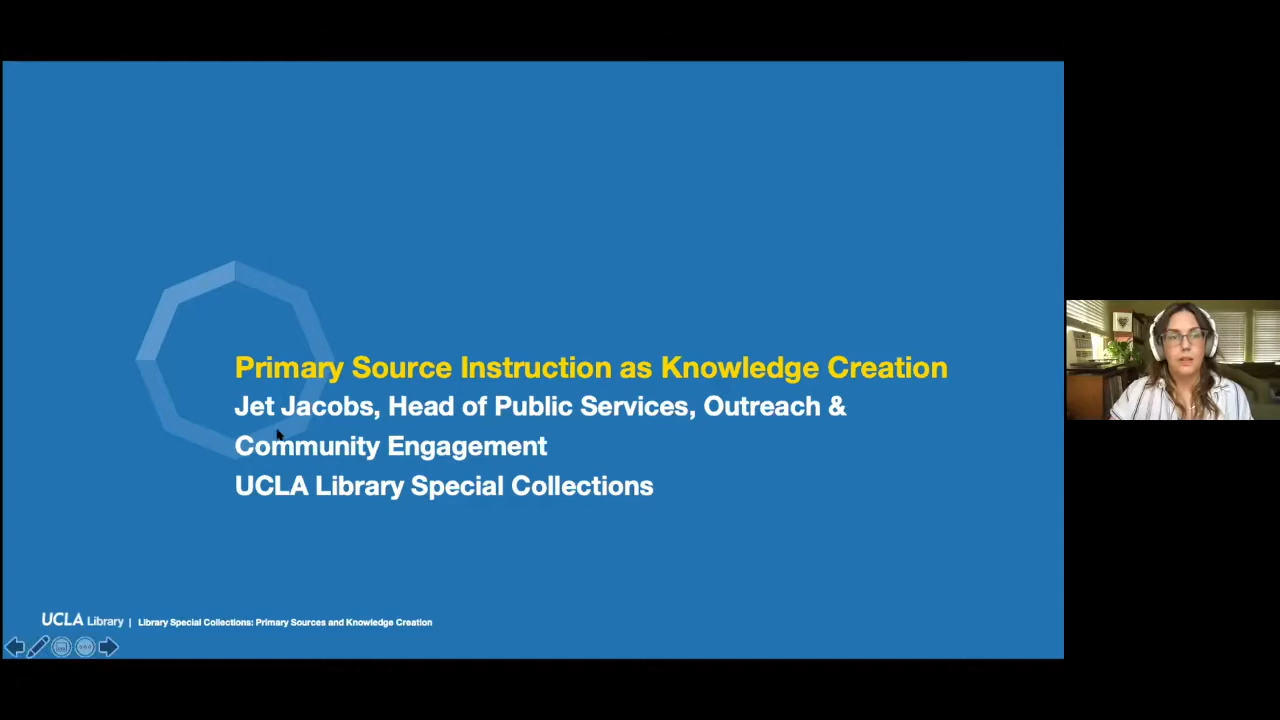 Primary Source Instruction as Knowledge Creation
Jet Jacobs, Head of Public Services, Outreach &
Community Engagement
UCLA Library Special Collections
UCLA Library | Library Special Collections: Primary Sources and Knowledge Creation